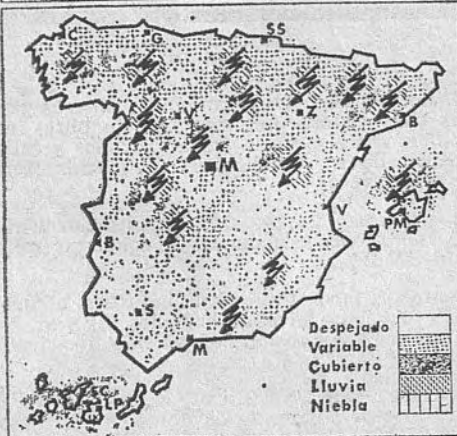 C
G
SS
V
Z
B
M
V
PM
B
S
M
SC
LP
Despejado
Variable
Cubierto
Lluvia
Niebla